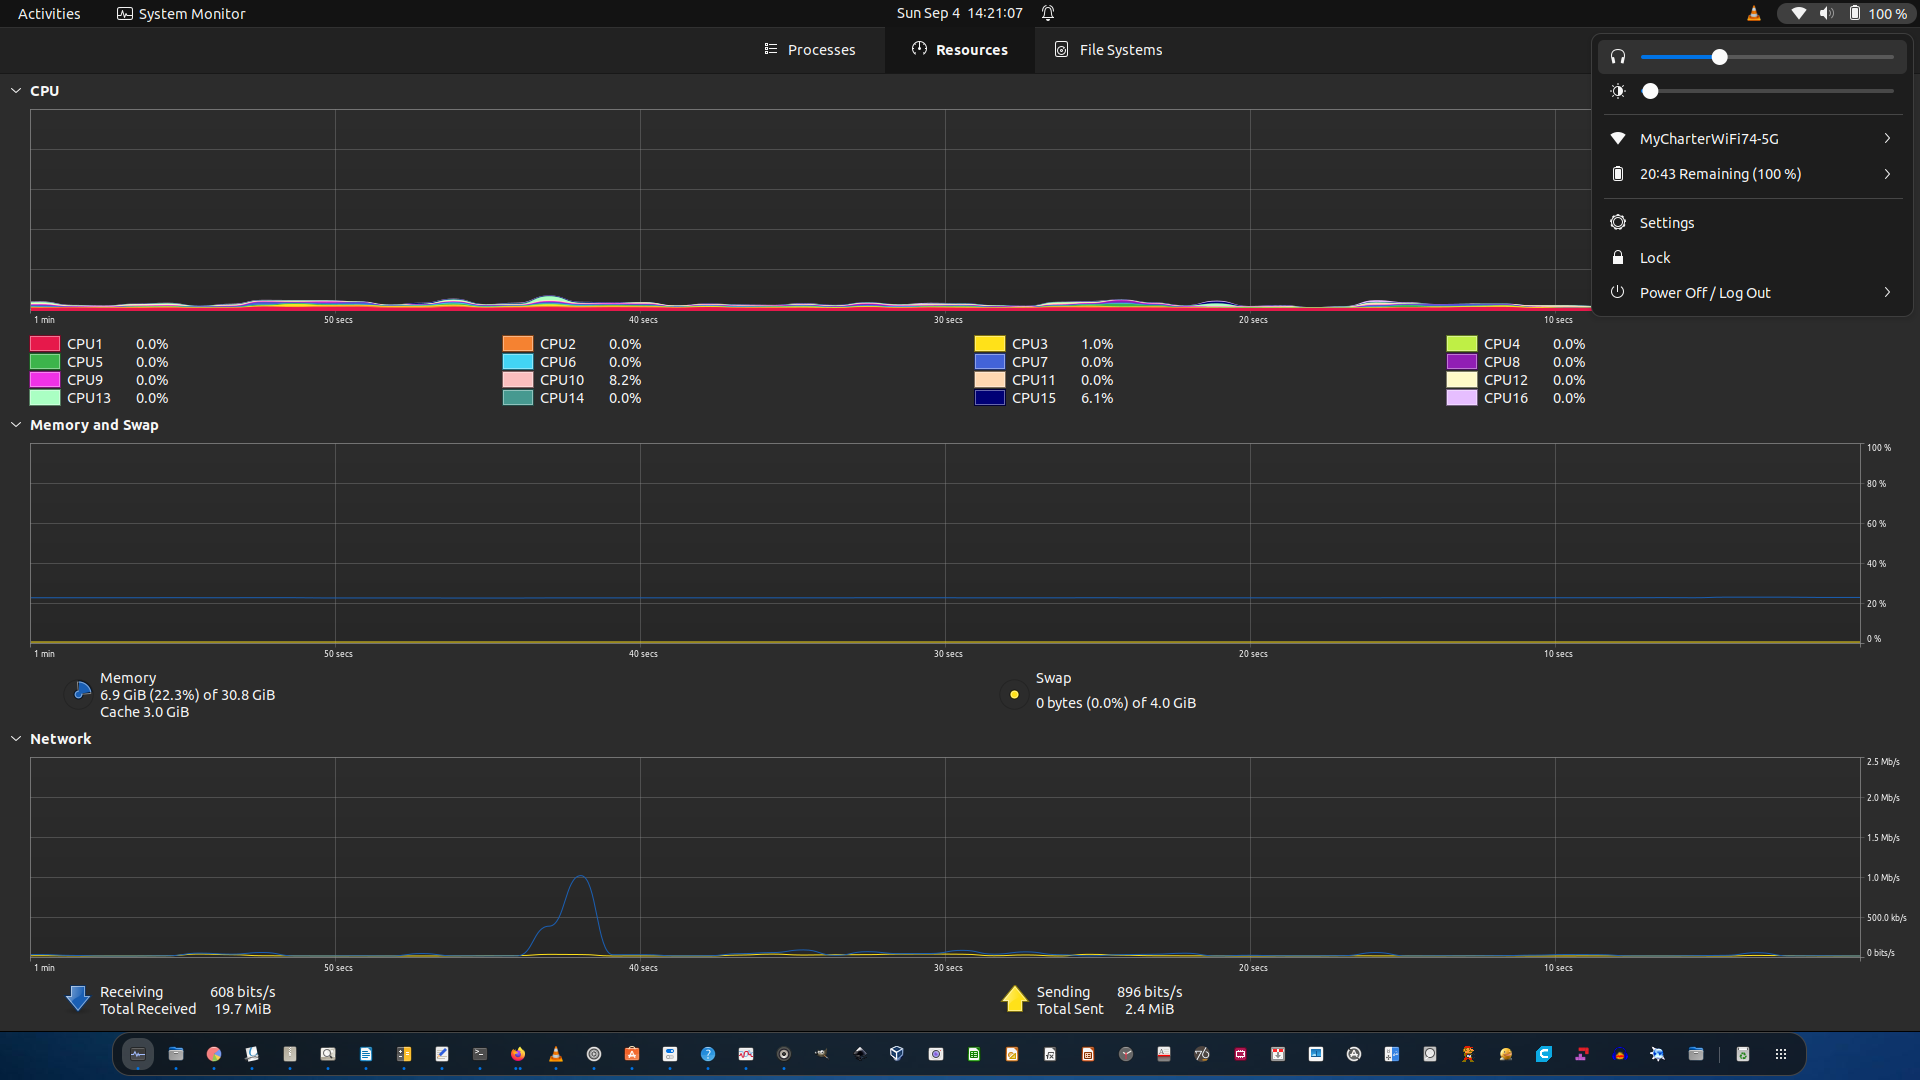 Activities
System Monitor
Sun Sep 4 14:21:07
100 %
Processes
Resources
File Systems
MyCharterWiFi74-5G
20:43 Remaining (100 %)
Settings
Lock
Power Off / Log Out
CPU
1 min
50 secs
40 secs
30 secs
20 secs
10 secs
CPU1 0.0%
CPU2 0.0%
CPU3 1.0%
CPU4 0.0%
CPU5 0.0%
CPU6 0.0%
CPU7 0.0%
CPU8 0.0%
CPU9 0.0%
CPU10 8.2%
CPU11 0.0%
CPU12 0.0%
CPU13 0.0%
CPU14 0.0%
CPU15 6.1%
CPU16 0.0%
Memory and Swap
100 %
80 %
60 %
40 %
20 %
0 %
1 min
50 secs
40 secs
30 secs
20 secs
10 secs
Memory
6.9 GiB (22.3%) of 30.8 GiB
Cache 3.0 GiB
Swap
0 bytes (0.0%) of 4.0 GiB
Network
2.5 Mb/s
2.0 Mb/s
1.5 Mb/s
1.0 Mb/s
500.0 kb/s
0 bits/s
1 min
50 secs
40 secs
30 secs
20 secs
10 secs
Receiving 608 bits/s
Total Received 19.7 MiB
Sending 896 bits/s
Total Sent 2.4 MiB
76